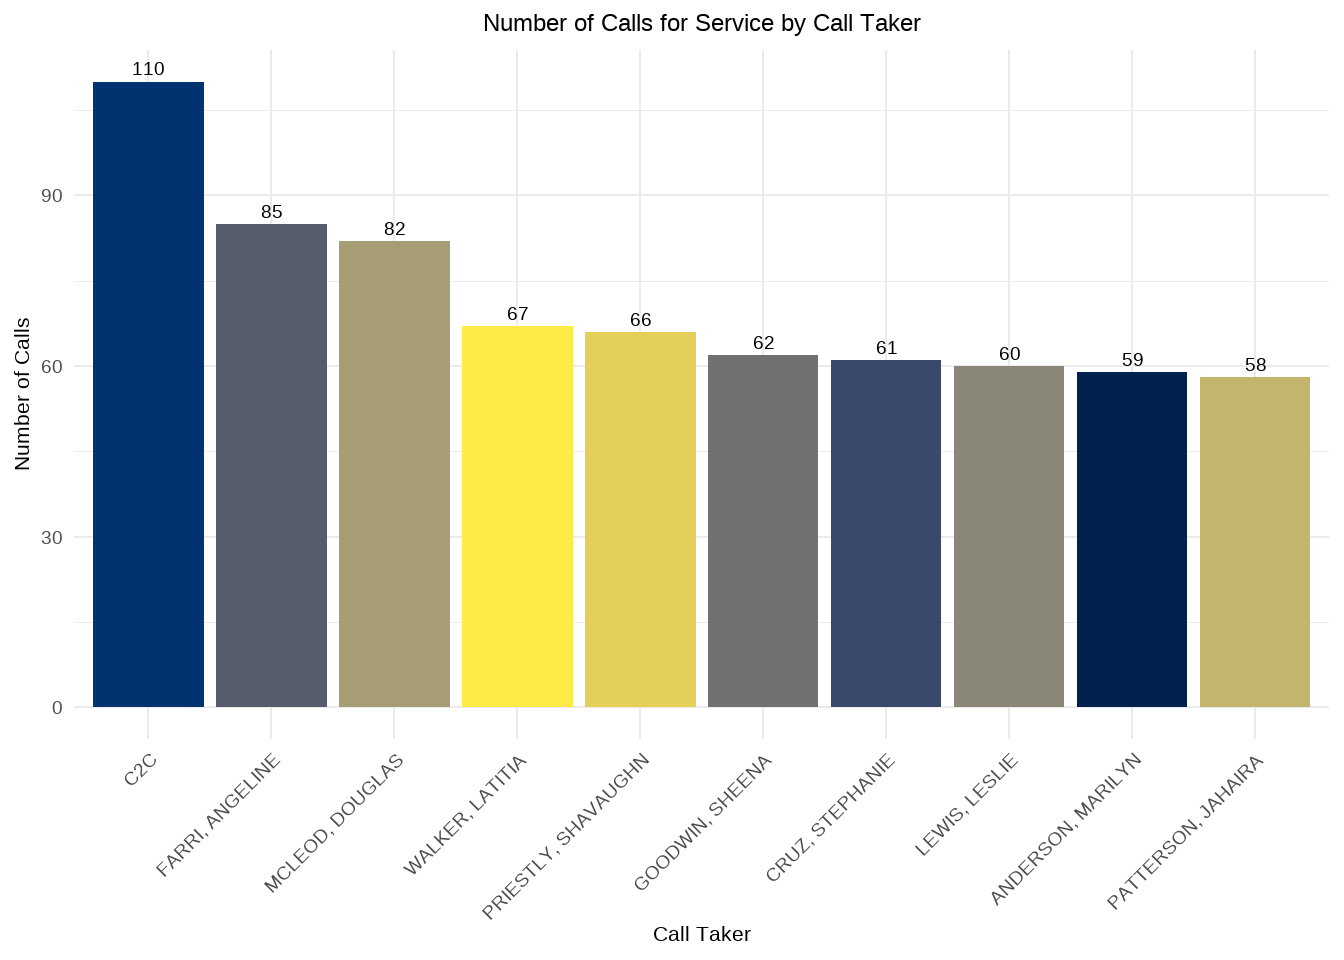 Number of Calls for Service by Call Taker
110
85
82
67
66
62
61
60
59
58
90
60
30
0
Number of Calls
C2C
FARRI, ANGELINE
MCLEOD, DOUGLAS
WALKER, LATITIA
PRIESTLY, SHAVAUGHN
GOODWIN, SHEENA
CRUZ, STEPHANIE
LEWIS, LESLIE
ANDERSON, MARILYN
PATTERSON, JAHAIRA
Call Taker